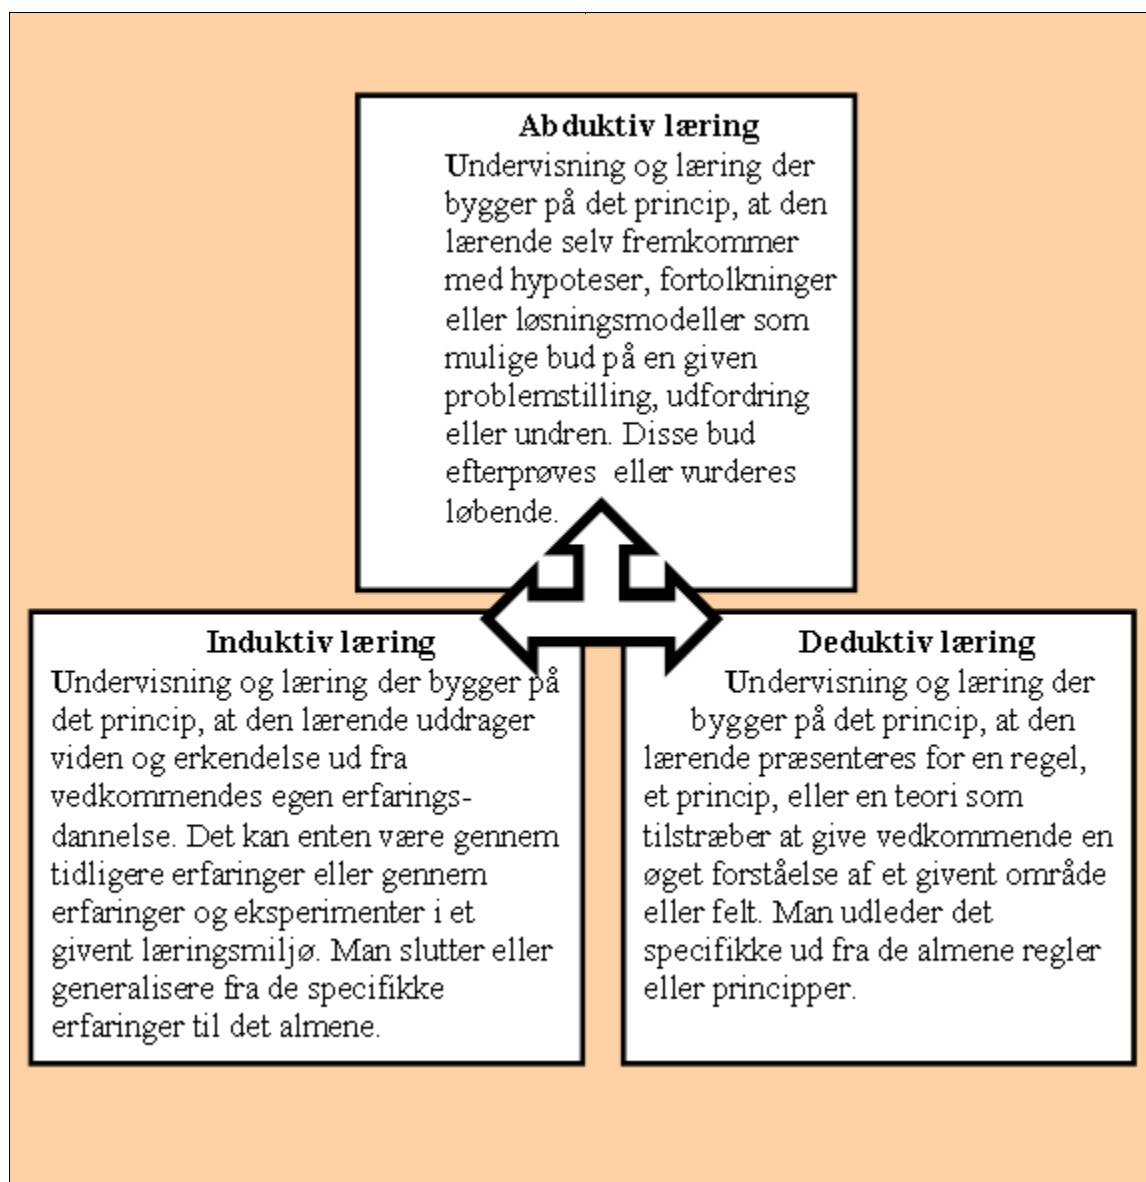 Abduktiv læring
Undervisning og læring der
bygger på det princip, at den
lærende selv fremkommer
med hypoteser, fortolkninger
eller løsningsmodeller som
mulige bud på en given
problemstilling, udfordring
eller undren. Disse bud
efterprøves eller vurderes
løbende.
Induktiv læring
Undervisning og læring der bygger på
det princip, at den lærende uddrager
viden og erkendelse ud fra
vedkommendes egen erfarings-
dannelse. Det kan enten være gennem
tidligere erfaringer eller gennem
erfaringer og eksperimenter i et
givent læringsmiljø. Man slutter eller
generalisere fra de specifikke
erfaringer til det almene.
Deduktiv læring
Undervisning og læring der
bygger på det princip, at den
lærende præsenteres for en regel,
et princip, eller en teori som
tilstræber at give vedkommende en
øget forståelse af et givent område
eller felt. Man udleder det
specifikke ud fra de almene regler
eller principper.